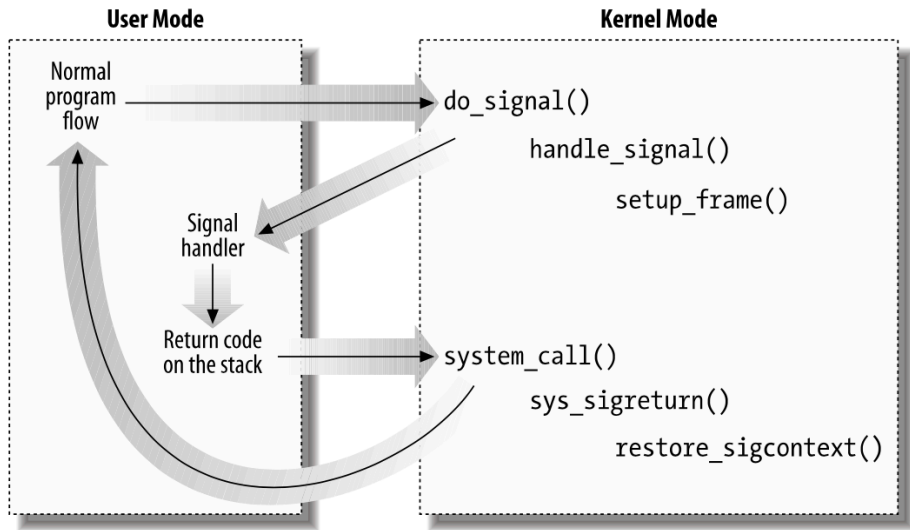 User Mode
Kernel Mode
Normal
program
flow
do_signal()
handle_signal()
setup_frame()
Signal
handler
Return code
on the stack
system_call()
sys_sigreturn()
restore_sigcontext()